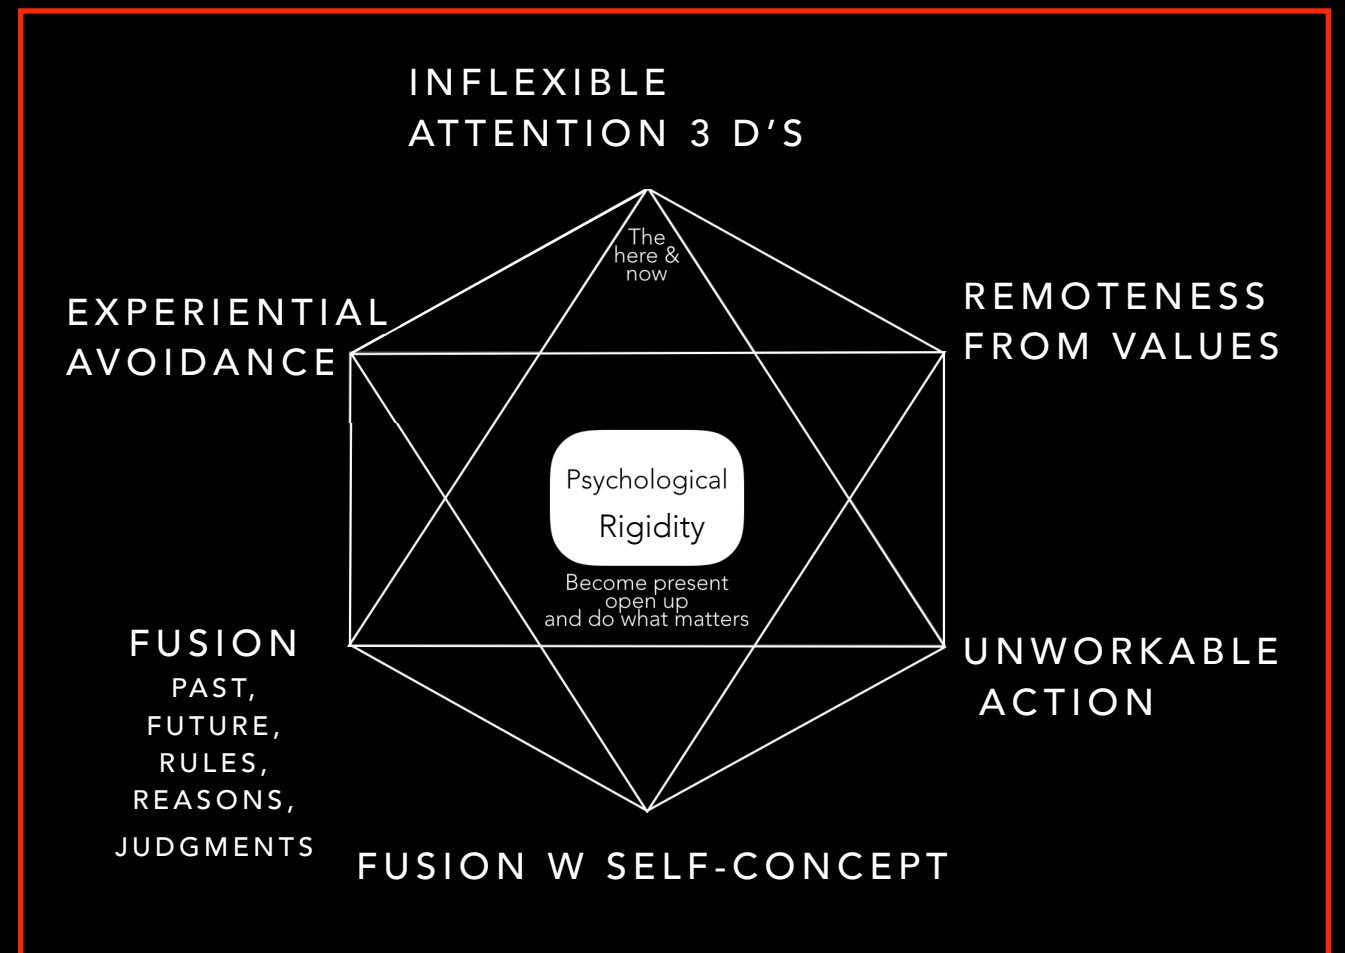 INFLEXIBLE
ATTENTION 3 D’S
The
here &
now
EXPERIENTIAL
AVOIDANCE
REMOTENESS
FROM VALUES
Psychological
Rigidity
Become present
open up
and do what matters
FUSION
PAST,
FUTURE,
RULES,
REASONS,
JUDGMENTS
UNWORKABLE
ACTION
FUSION W SELF-CONCEPT